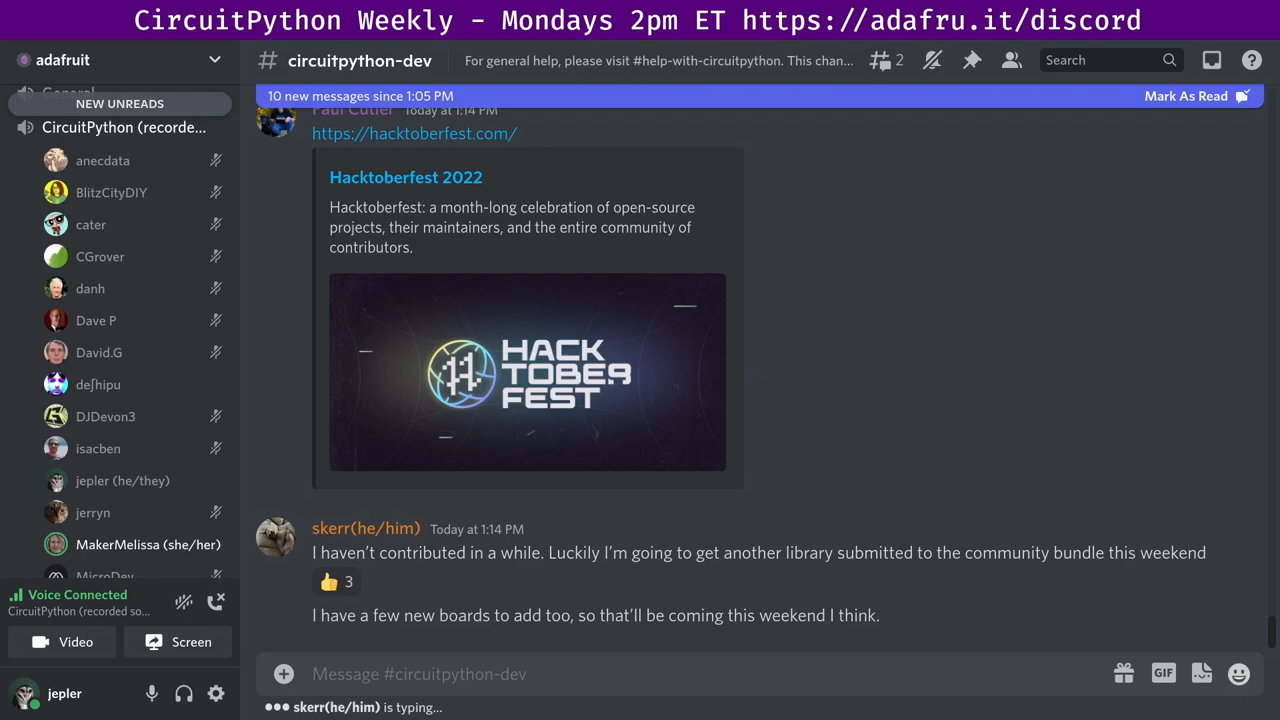 CircuitPython Weekly - Mondays 2pm ET https://adafru.it/discord
adafruit
# circuitpython-dev
For general help, please visit #help-with-circuitpython. This chan...
2
Search
General
NEW UNREADS
10 new messages since 1:05 PM
Mark As Read
CircuitPython (recorde...
anecdata
BlitzCityDIY
cater
CGrover
danh
Dave P
David.G
deʃhipu
DJDevon3
isacben
jepler (he/they)
jerryn
MakerMelissa (she/her)
MicroDev
Voice Connected
CircuitPython (recorded so...
Video
Screen
jepler
Paul Cutler Today at 1:14 PM
https://hacktoberfest.com/
Hacktoberfest 2022
Hacktoberfest: a month-long celebration of open-source
projects, their maintainers, and the entire community of
contributors.
HACK
TOBER
FEST
skerr(he/him) Today at 1:14 PM
I haven't contributed in a while. Luckily I'm going to get another library submitted to the community bundle this weekend
3
I have a few new boards to add too, so that'll be coming this weekend I think.
Message #circuitpython-dev
GIF
skerr(he/him) is typing...